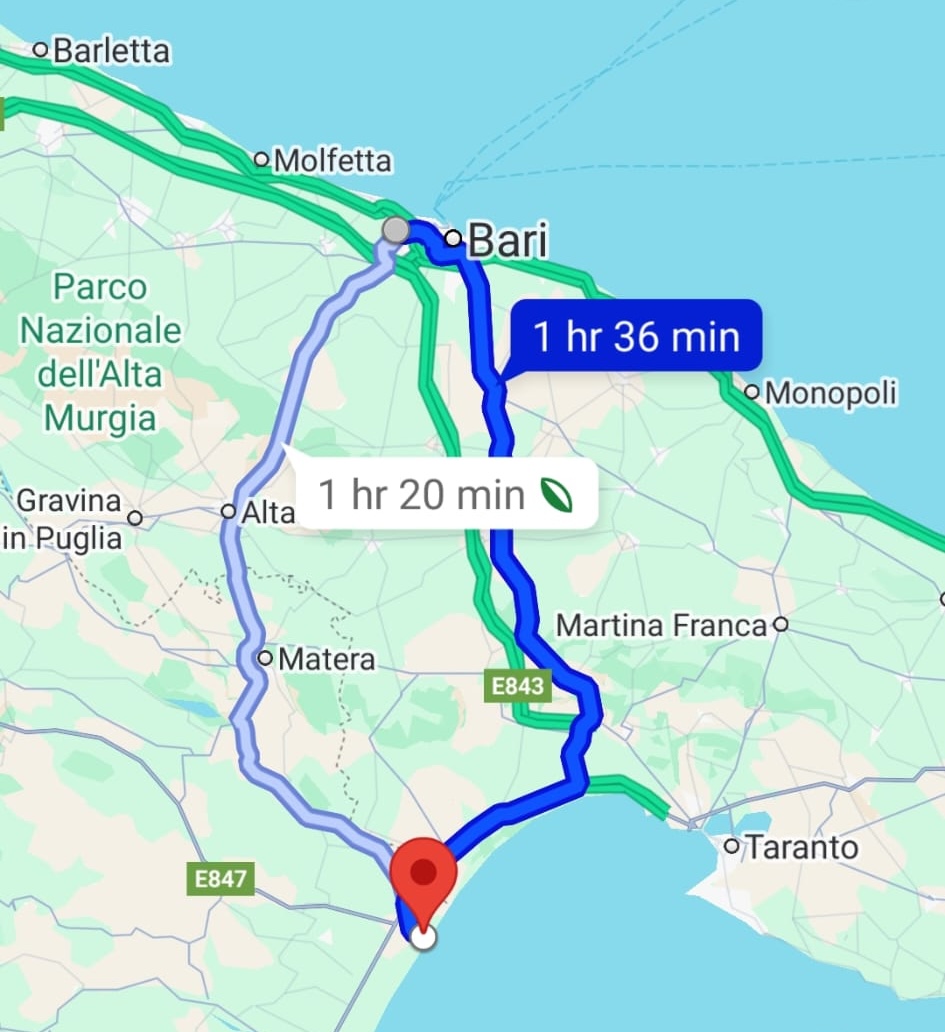 Barletta
Molfetta
Bari
Parco
Nazionale
dell'Alta
Murgia
1 hr 36 min
Monopoli
1 hr 20 min
Gravina
in Puglia
Alta
Martina Franca
Matera
E843
Taranto
E847